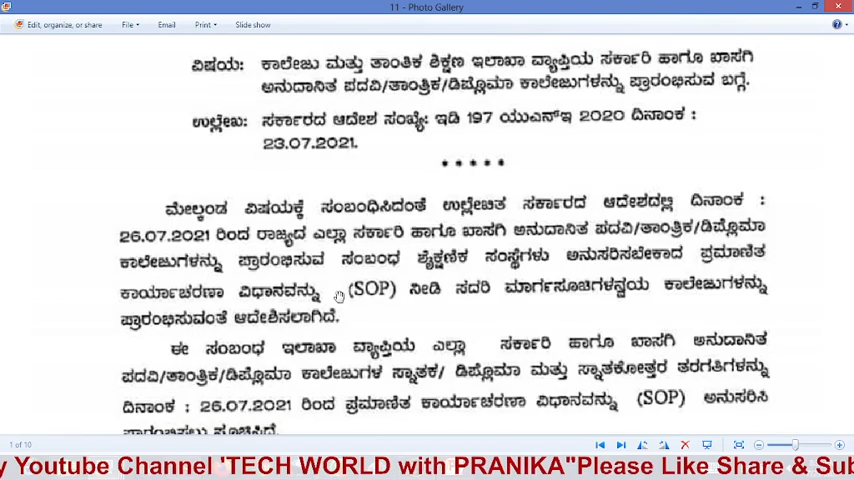 11 - Photo Gallery
Edit, organize, or share File Email Print Slide show
ವಿಷಯ: ಕಾಲೇಜು ಮತ್ತು ತಾಂತಿಕ ಶಿಕ್ಷಣ ಇಲಾಖಾ ವ್ಯಾಪ್ತಿಯ ಸರ್ಕಾರಿ ಹಾಗೂ ಖಾಸಗಿ
ಅನುದಾನಿತ ಪದವಿ/ತಾಂತ್ರಿಕ/ಡಿಪ್ಲೊಮಾ ಕಾಲೇಜುಗಳನ್ನು ಪ್ರಾರಂಭಿಸುವ ಬಗ್ಗೆ.
ಉಲ್ಲೇಖ: ಸರ್ಕಾರದ ಆದೇಶ ಸಂಖ್ಯೆ: ಇಡಿ 197 ಯುಎನ್ಇ 2020 ದಿನಾಂಕ :
23.07.2021.
* * * * *
ಮೇಲ್ಕಂಡ ವಿಷಯಕ್ಕೆ ಸಂಬಂಧಿಸಿದಂತೆ ಉಲ್ಲೇಖಿತ ಸರ್ಕಾರದ ಆದೇಶದಲ್ಲಿ ದಿನಾಂಕ :
26.07.2021 ರಿಂದ ರಾಜ್ಯದ ಎಲ್ಲಾ ಸರ್ಕಾರಿ ಹಾಗೂ ಖಾಸಗಿ ಅನುದಾನಿತ ಪದವಿ/ತಾಂತ್ರಿಕ/ಡಿಪ್ಲೊಮಾ
ಕಾಲೇಜುಗಳನ್ನು ಪ್ರಾರಂಭಿಸುವ ಸಂಬಂಧ ಶೈಕ್ಷಣಿಕ ಸಂಸ್ಥೆಗಳು ಅನುಸರಿಸಬೇಕಾದ ಪ್ರಮಾಣಿತ
ಕಾರ್ಯಾಚರಣಾ ವಿಧಾನವನ್ನು (SOP) ನೀಡಿ ಸದರಿ ಮಾರ್ಗಸೂಚಿಗಳನ್ವಯ ಕಾಲೇಜುಗಳನ್ನು
ಪ್ರಾರಂಭಿಸುವಂತೆ ಆದೇಶಿಸಲಾಗಿದೆ.
ಈ ಸಂಬಂಧ ಇಲಾಖಾ ವ್ಯಾಪ್ತಿಯ ಎಲ್ಲಾ ಸರ್ಕಾರಿ ಹಾಗೂ ಖಾಸಗಿ ಅನುದಾನಿತ
ಪದವಿ/ತಾಂತ್ರಿಕ/ಡಿಪ್ಲೊಮಾ ಕಾಲೇಜುಗಳ ಸ್ನಾತಕ/ ಡಿಪ್ಲೊಮಾ ಮತ್ತು ಸ್ನಾತಕೋತ್ತರ ತರಗತಿಗಳನ್ನು
ದಿನಾಂಕ : 26.07.2021 ರಿಂದ ಪ್ರಮಾಣಿತ ಕಾರ್ಯಾಚರಣಾ ವಿಧಾನವನ್ನು (SOP) ಅನುಸರಿಸಿ
ಪ್ರಾರಂಭಿಸಲು ಸೂಚಿಸಿದೆ.
1 of 10
y Youtube Channel 'TECH WORLD with PRANIKA"Please Like Share & Sub